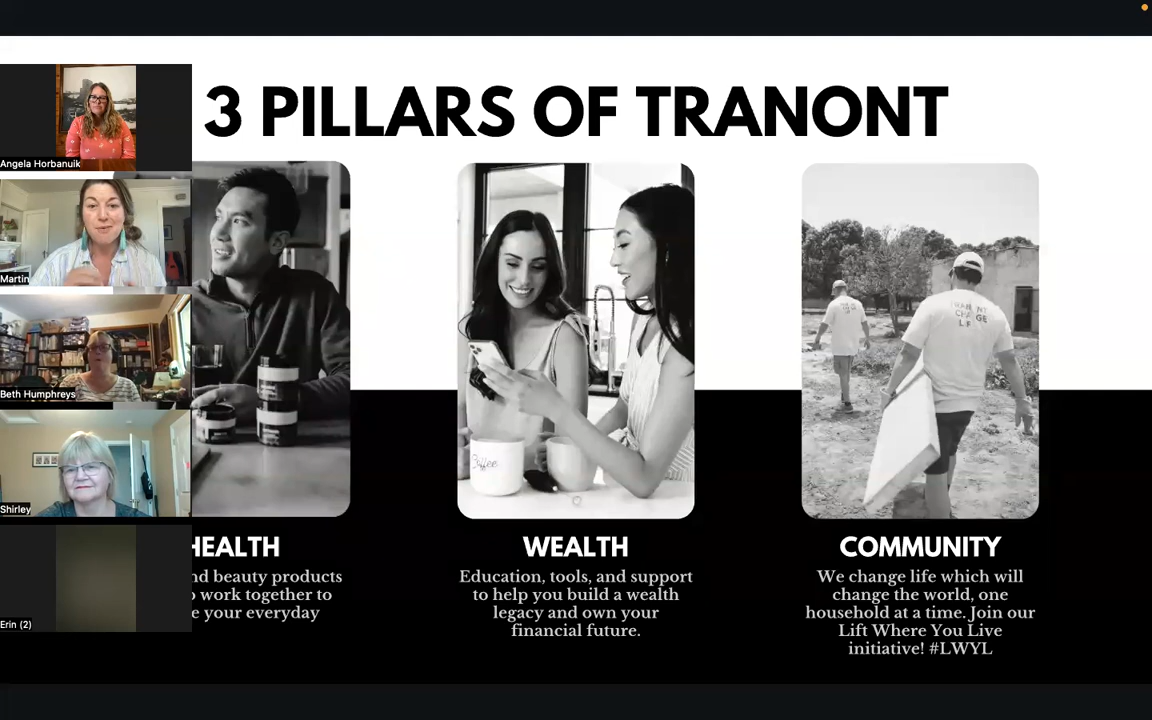 3 PILLARS OF TRANONT
Angela Horbanuik
Martin
Beth Humphreys
Shirley
Erin (2)
HEALTH
nd beauty products
work together to
e your everyday
WEALTH
Education, tools, and support
to help you build a wealth
legacy and own your
financial future.
COMMUNITY
We change life which will
change the world, one
household at a time. Join our
Lift Where You Live
initiative! #LWYL
Coffee